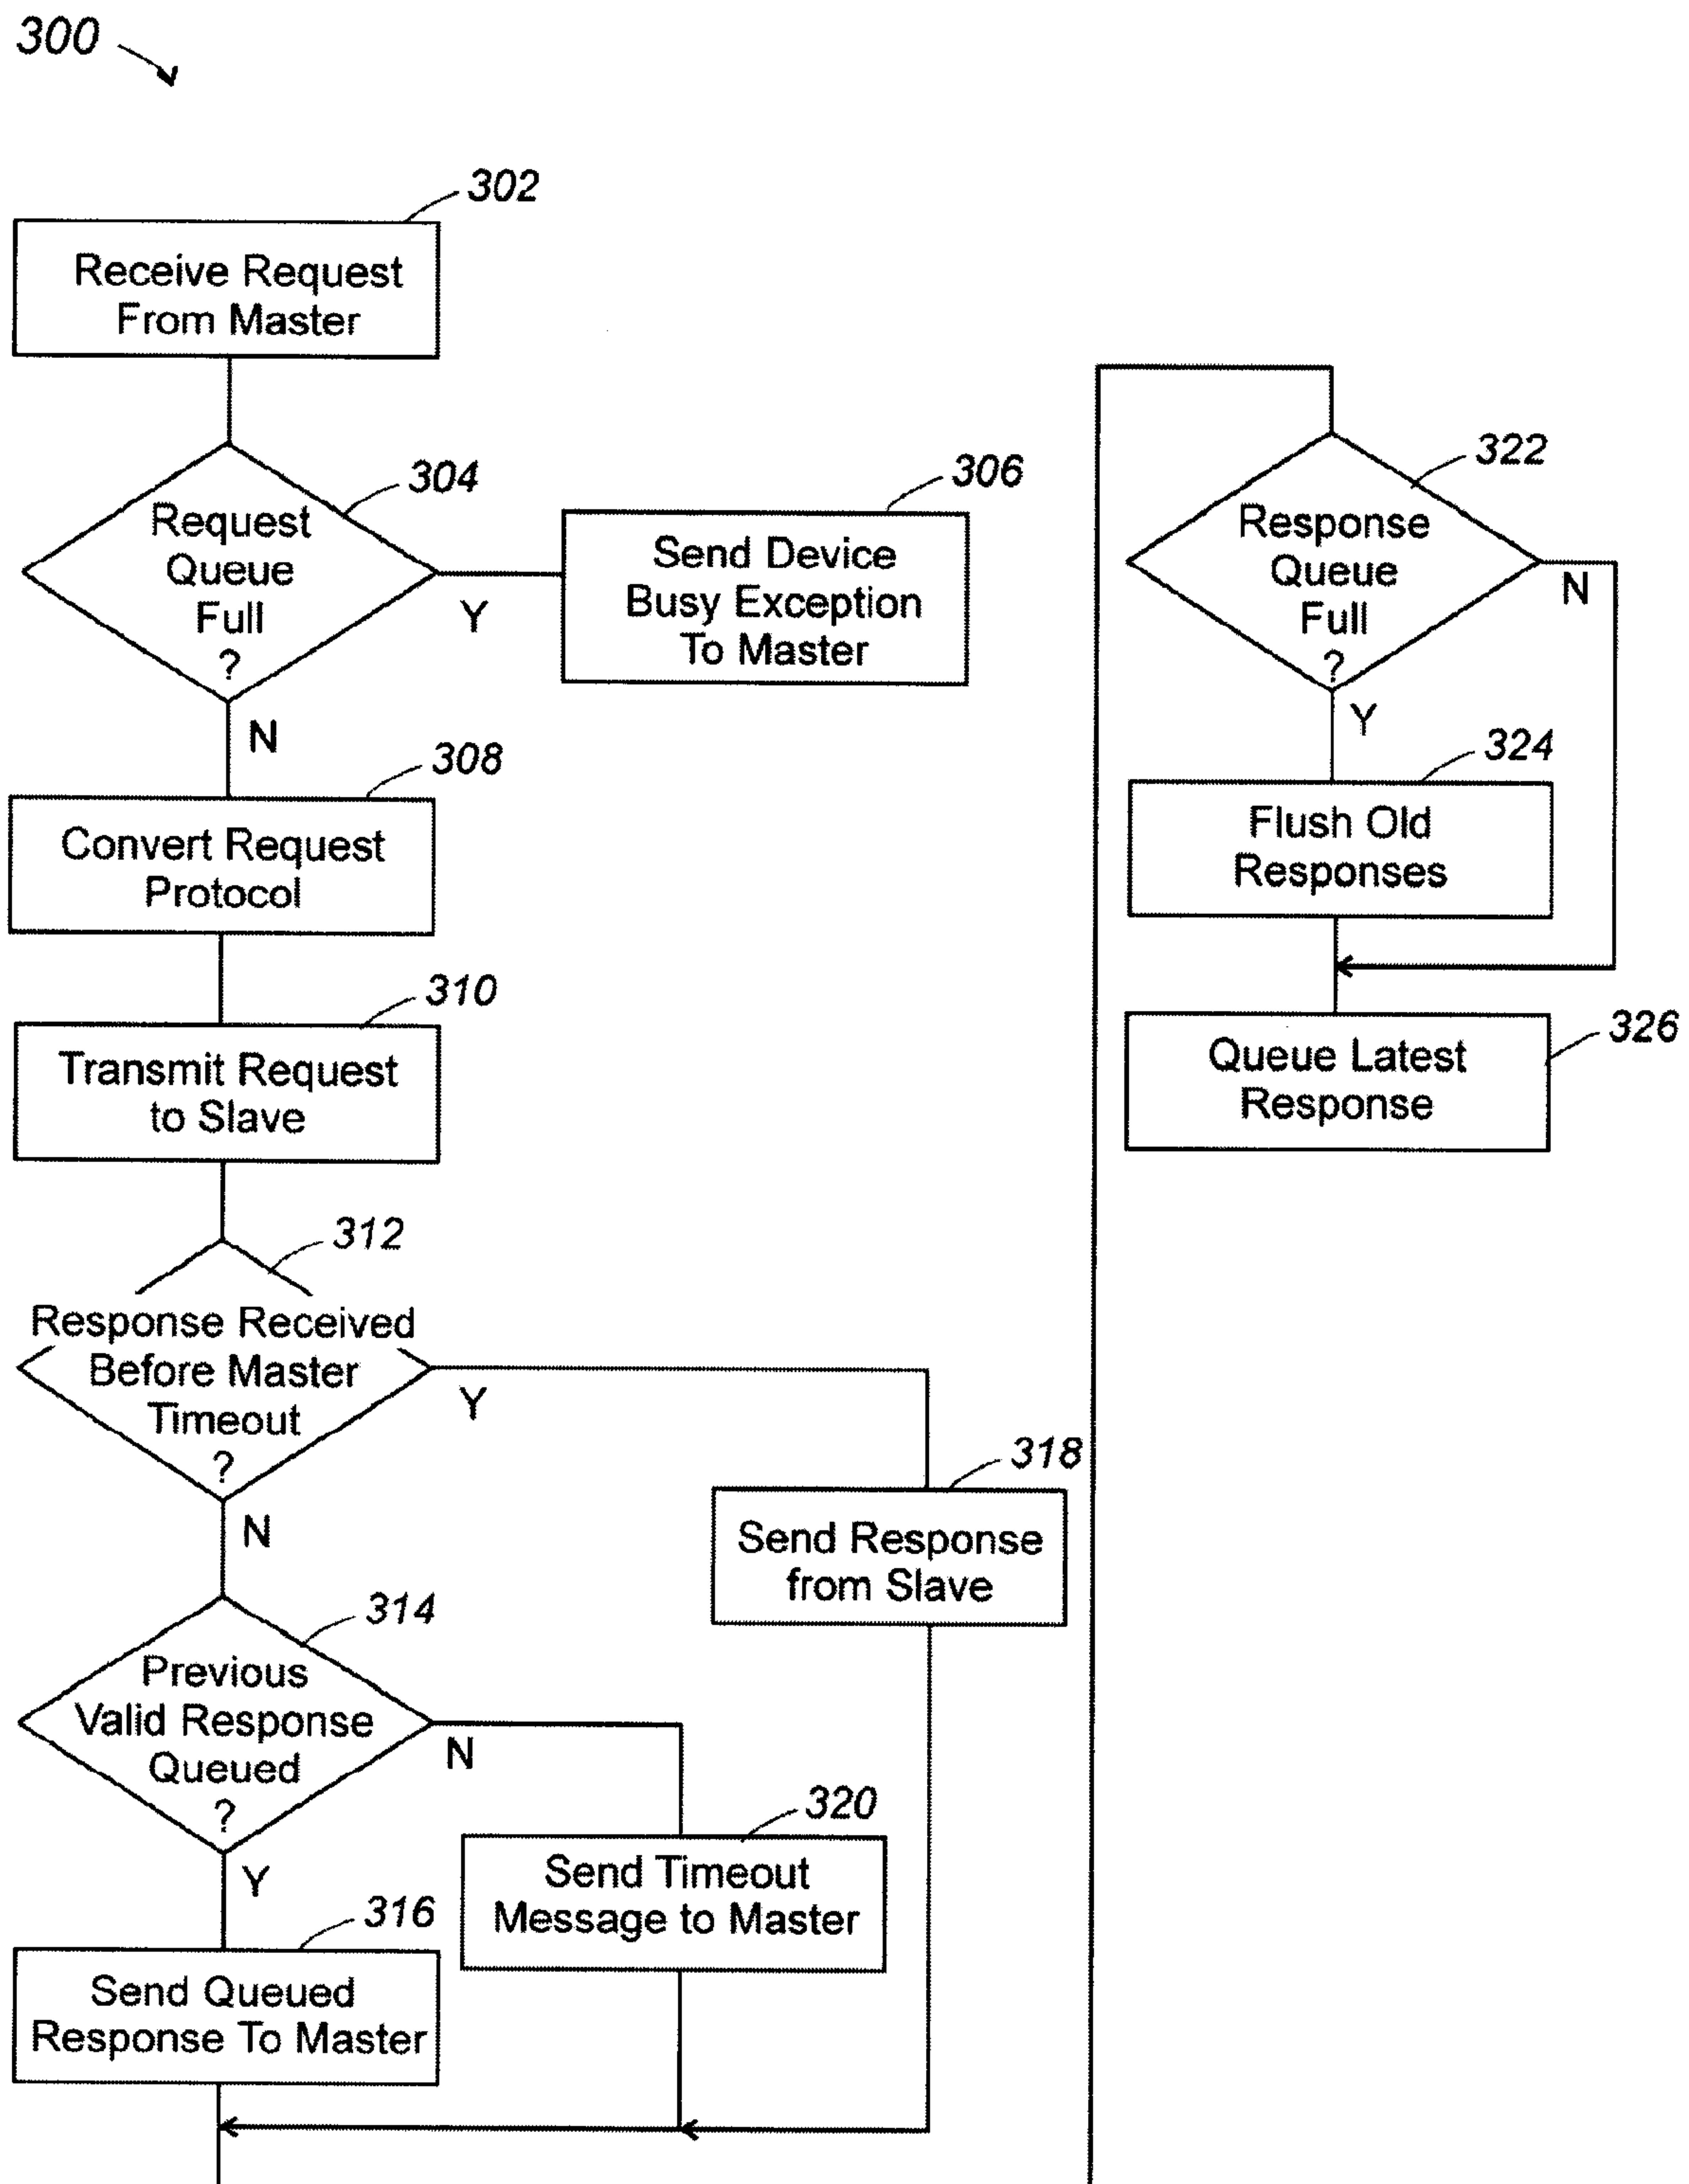 300
302
Receive Request
From Master
304
Request
Queue
Full
?
Y
N
306
Send Device
Busy Exception
To Master
308
Convert Request
Protocol
310
Transmit Request
to Slave
312
Response Received
Before Master
Timeout
?
Y
N
318
Send Response
from Slave
314
Previous
Valid Response
Queued
?
N
Y
320
Send Timeout
Message to Master
316
Send Queued
Response To Master
322
Response
Queue
Full
?
N
Y
324
Flush Old
Responses
326
Queue Latest
Response